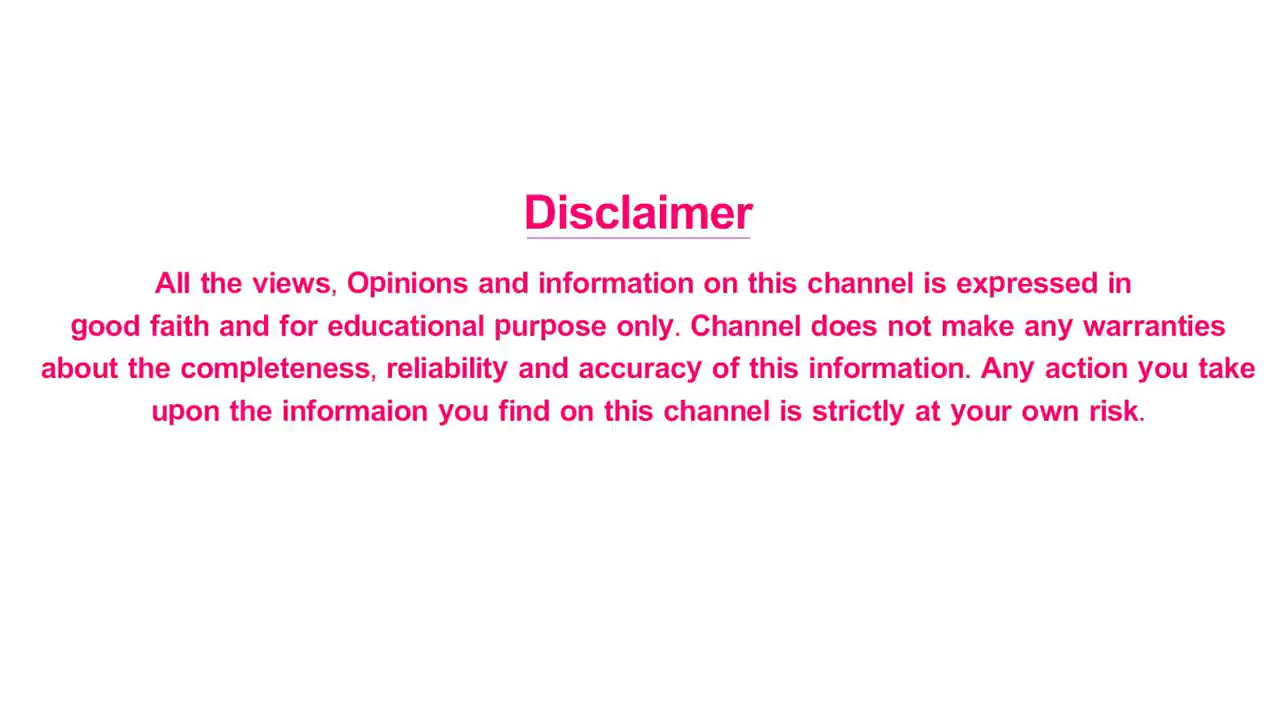 Disclaimer
All the views, Opinions and information on this channel is expressed in
good faith and for educational purpose only. Channel does not make any warranties
about the completeness, reliability and accuracy of this information. Any action you take
upon the informaion you find on this channel is strictly at your own risk.